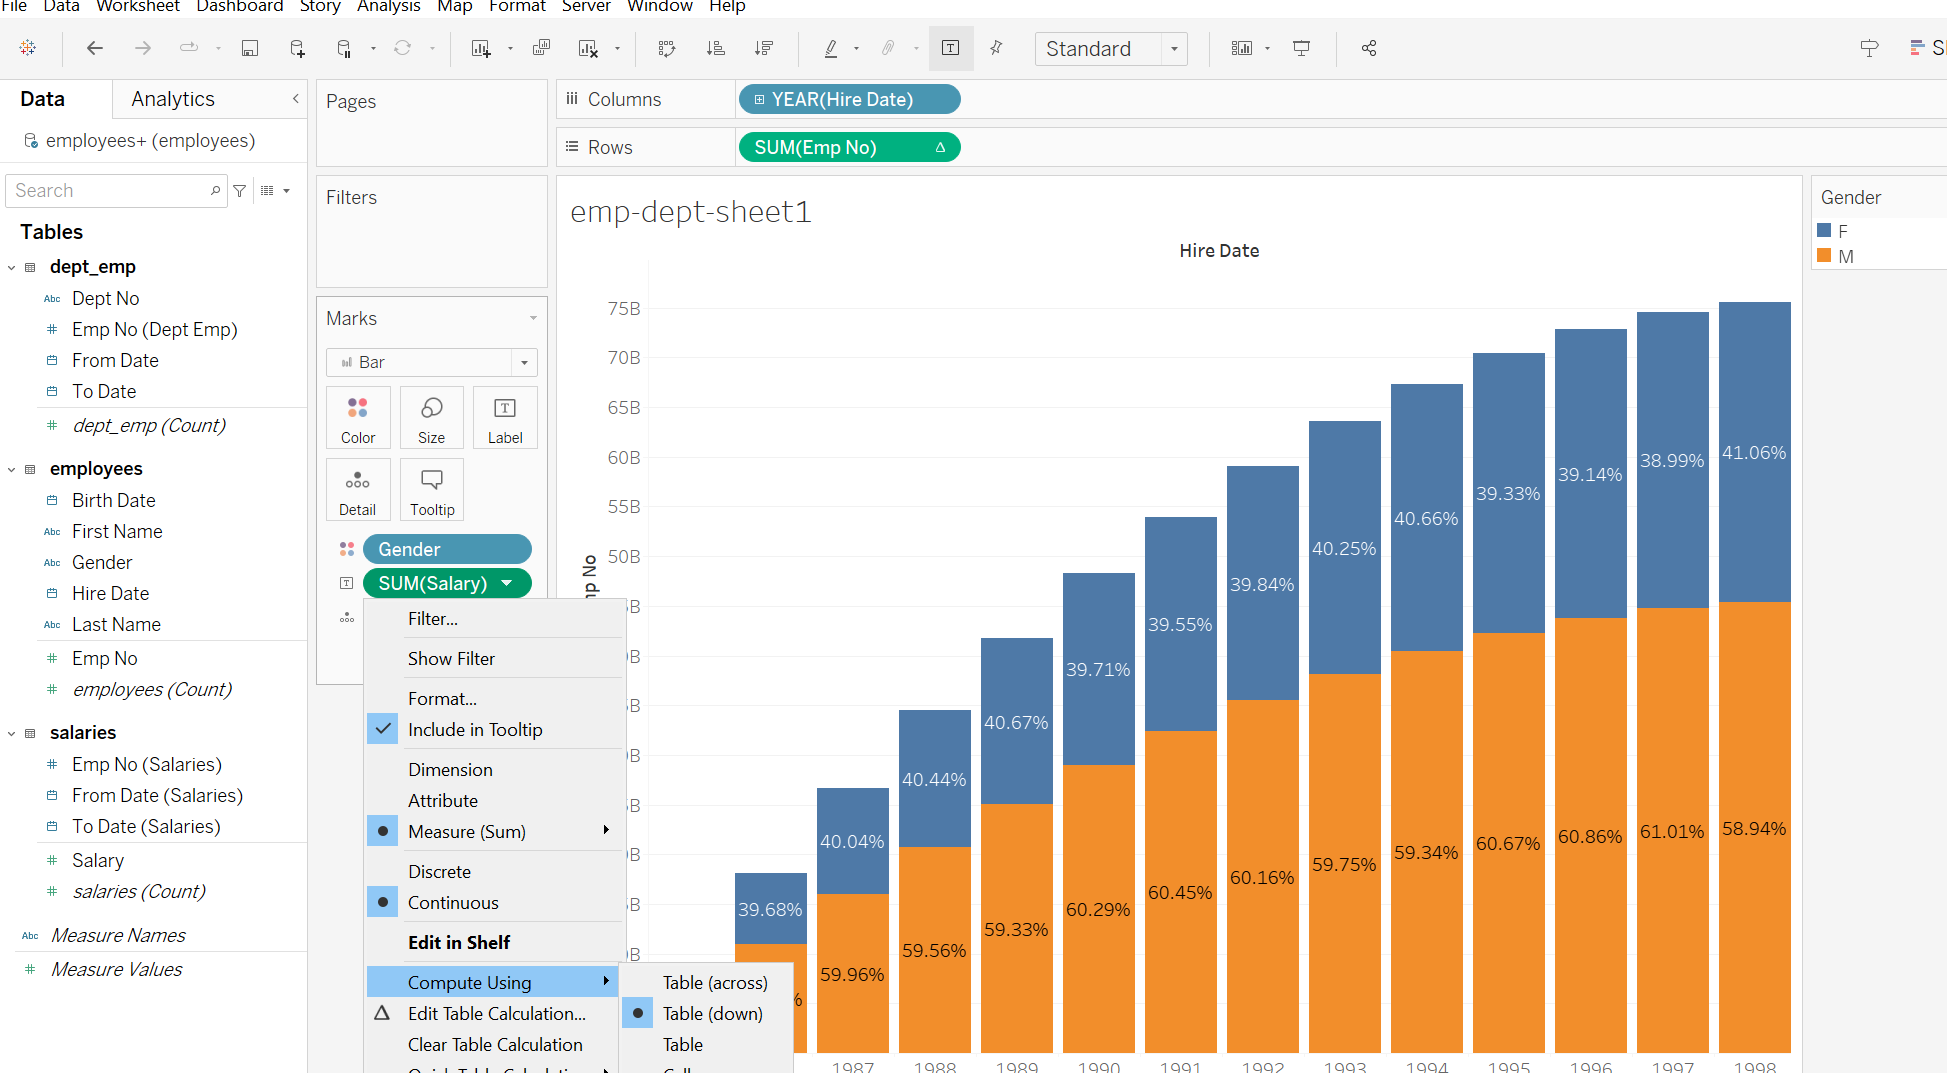 File Data Worksheet Dashboard Story Analysis Map Format Server Window Help
Standard
Data Analytics
employees+ (employees)
Search
Tables
dept_emp
Abc Dept No
# Emp No (Dept Emp)
From Date
To Date
# dept_emp (Count)
employees
Birth Date
Abc First Name
Abc Gender
Hire Date
Abc Last Name
# Emp No
# employees (Count)
salaries
# Emp No (Salaries)
From Date (Salaries)
To Date (Salaries)
# Salary
# salaries (Count)
Abc Measure Names
# Measure Values
Pages
Filters
Marks
Bar
Color Size Label
Detail Tooltip
Gender
SUM(Salary)
Filter...
Show Filter
Format...
Include in Tooltip
Dimension
Attribute
Measure (Sum)
Discrete
Continuous
Edit in Shelf
Compute Using
Edit Table Calculation...
Clear Table Calculation
Table (across)
Table (down)
Table
Columns YEAR(Hire Date)
Rows SUM(Emp No) Δ
emp-dept-sheet1
Hire Date
75B
70B
65B
60B
55B
50B
No
39.68% 40.04% 40.44% 40.67% 39.71% 39.55% 39.84% 40.25% 40.66% 39.33% 39.14% 38.99% 41.06%
59.96% 59.56% 59.33% 60.29% 60.45% 60.16% 59.75% 59.34% 60.67% 60.86% 61.01% 58.94%
1987 1988 1989 1990 1991 1992 1993 1994 1995 1996 1997 1998
Gender
F
M